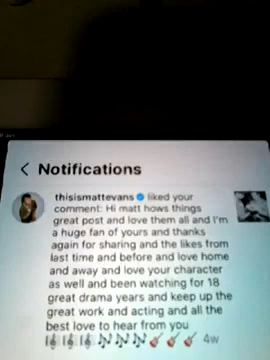 Notifications
thisismattevans liked your
comment: Hi matt hows things
great post and love them all and I'm
a huge fan of yours and thanks
again for sharing and the likes from
last time and before and love home
and away and love your character
as well and been watching for 18
great drama years and keep up the
great work and acting and all the
best love to hear from you
🎼🎼🎼🎶🎶🎶🎸🎸🎸 4w